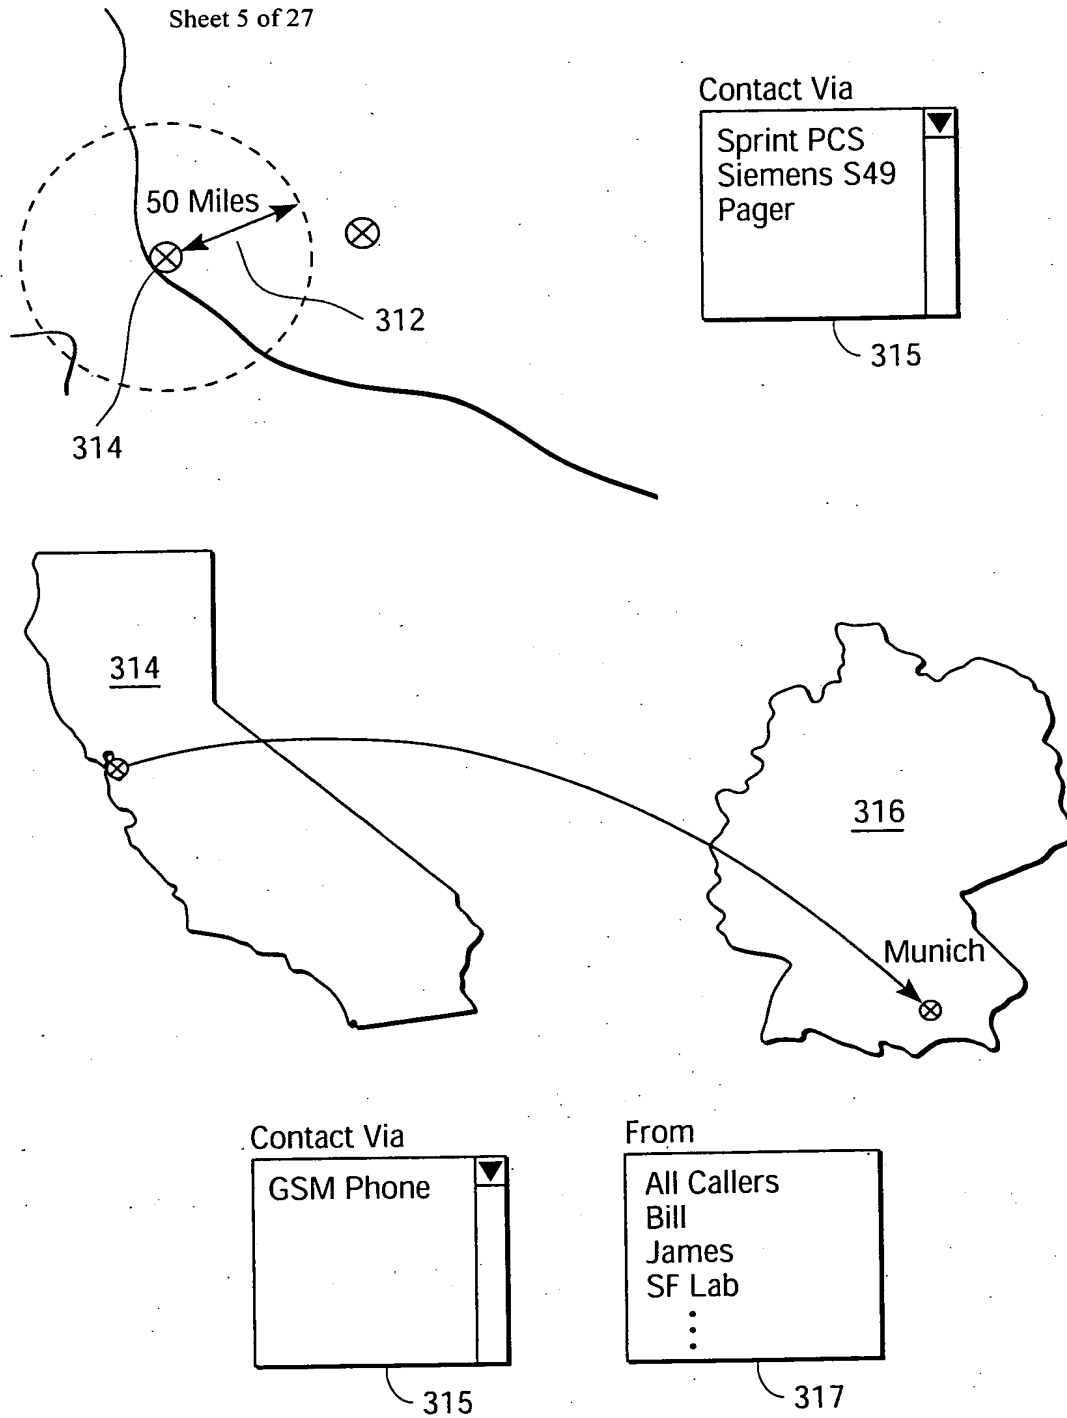 Sheet 5 of 27
Contact Via
Sprint PCS
Siemens S49
Pager
315
50 Miles
312
314
314
316
Munich
Contact Via
GSM Phone
315
From
All Callers
Bill
James
SF Lab
317